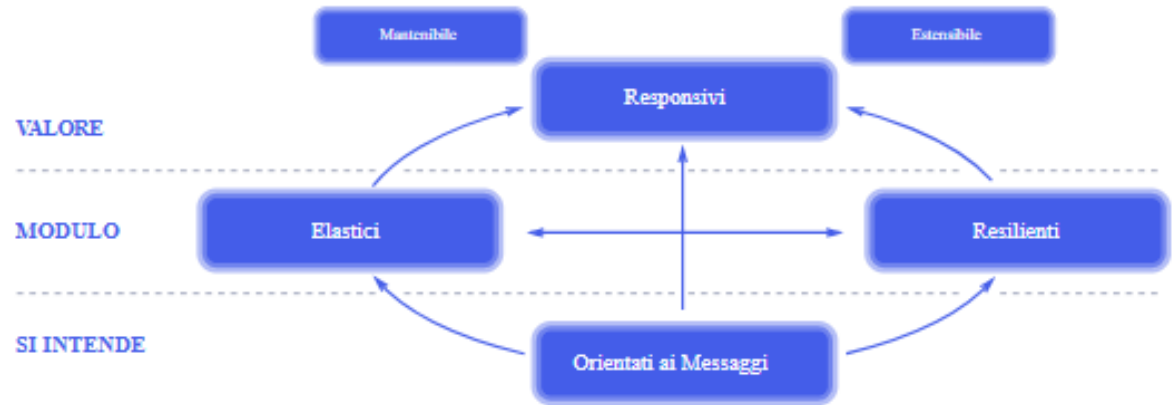 Mantenibile
Estensibile
Responsivi
VALORE
MODULO
Elastici
Resilienti
SI INTENDE
Orientati ai Messaggi